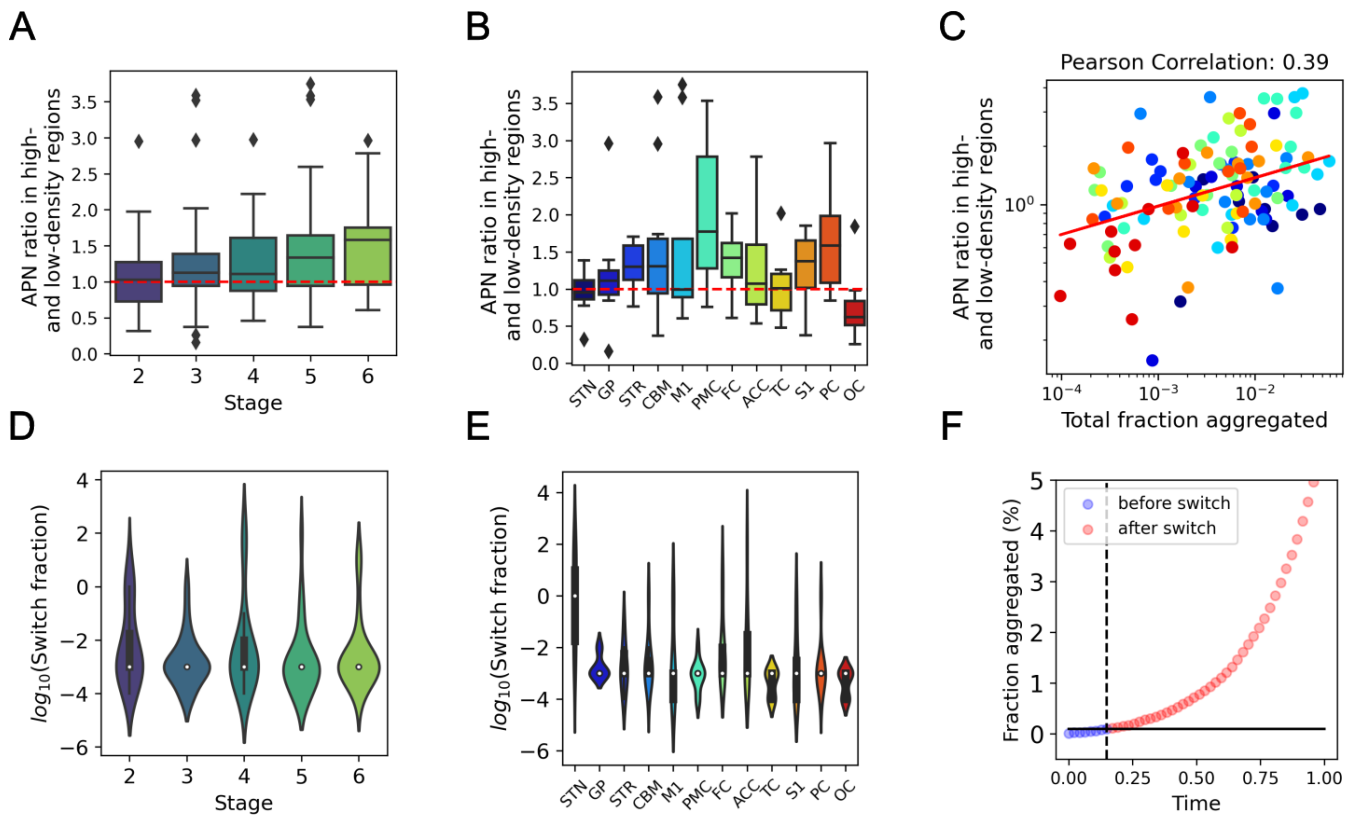 A
APN ratio in high-
and low-density regions
3.5
3.0
2.5
2.0
1.5
1.0
0.5
0.0
2 3 4 5 6
Stage
B
APN ratio in high-
and low-density regions
3.5
3.0
2.5
2.0
1.5
1.0
0.5
0.0
STN GP STR CBM M1 PMC FC ACC TC S1 PC OC
C
Pearson Correlation: 0.39
APN ratio in high-
and low-density regions
10⁰
10⁻⁴ 10⁻³ 10⁻²
Total fraction aggregated
D
log₁₀(Switch fraction)
4
2
0
−2
−4
−6
2 3 4 5 6
Stage
E
log₁₀(Switch fraction)
4
2
0
−2
−4
−6
STN GP STR CBM M1 PMC FC ACC TC S1 PC OC
F
Fraction aggregated (%)
5
4
3
2
1
0
before switch
after switch
0.00 0.25 0.50 0.75 1.00
Time